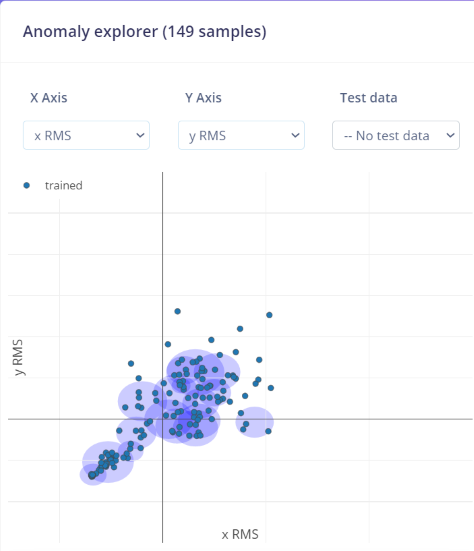 Anomaly explorer (149 samples)
X Axis Y Axis Test data
x RMS y RMS -- No test data
trained
y RMS
x RMS